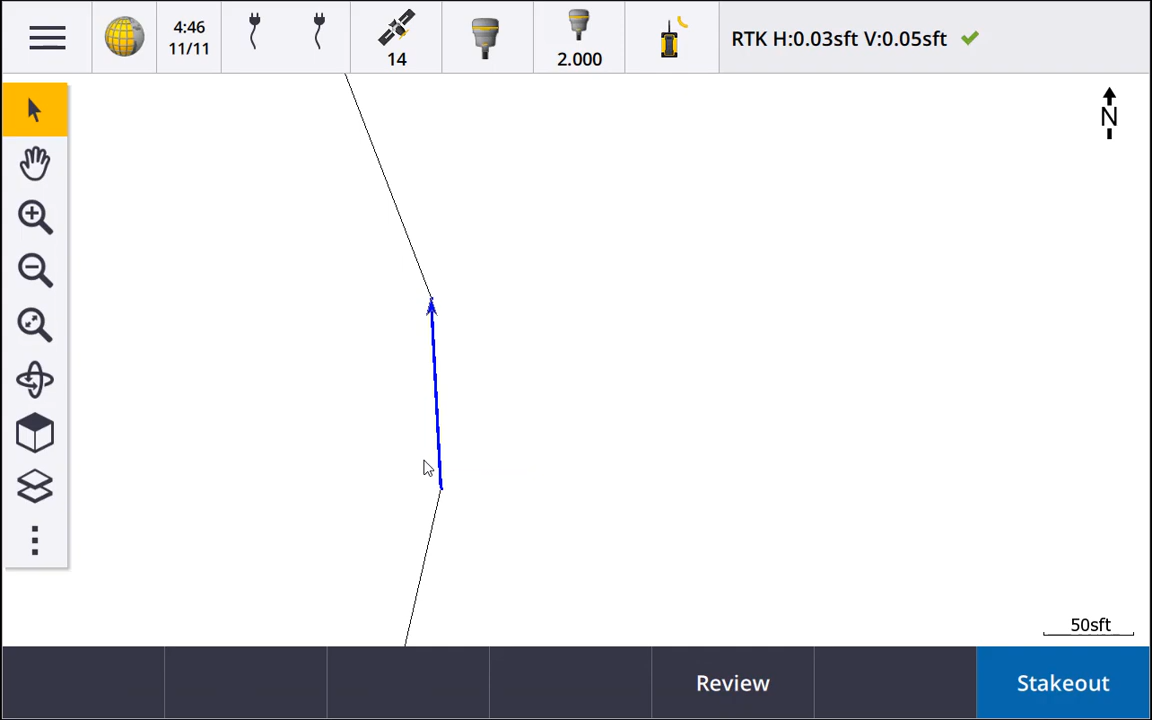 4:46
11/11
14
2.000
RTK H:0.03sft V:0.05sft
N
50sft
Review
Stakeout